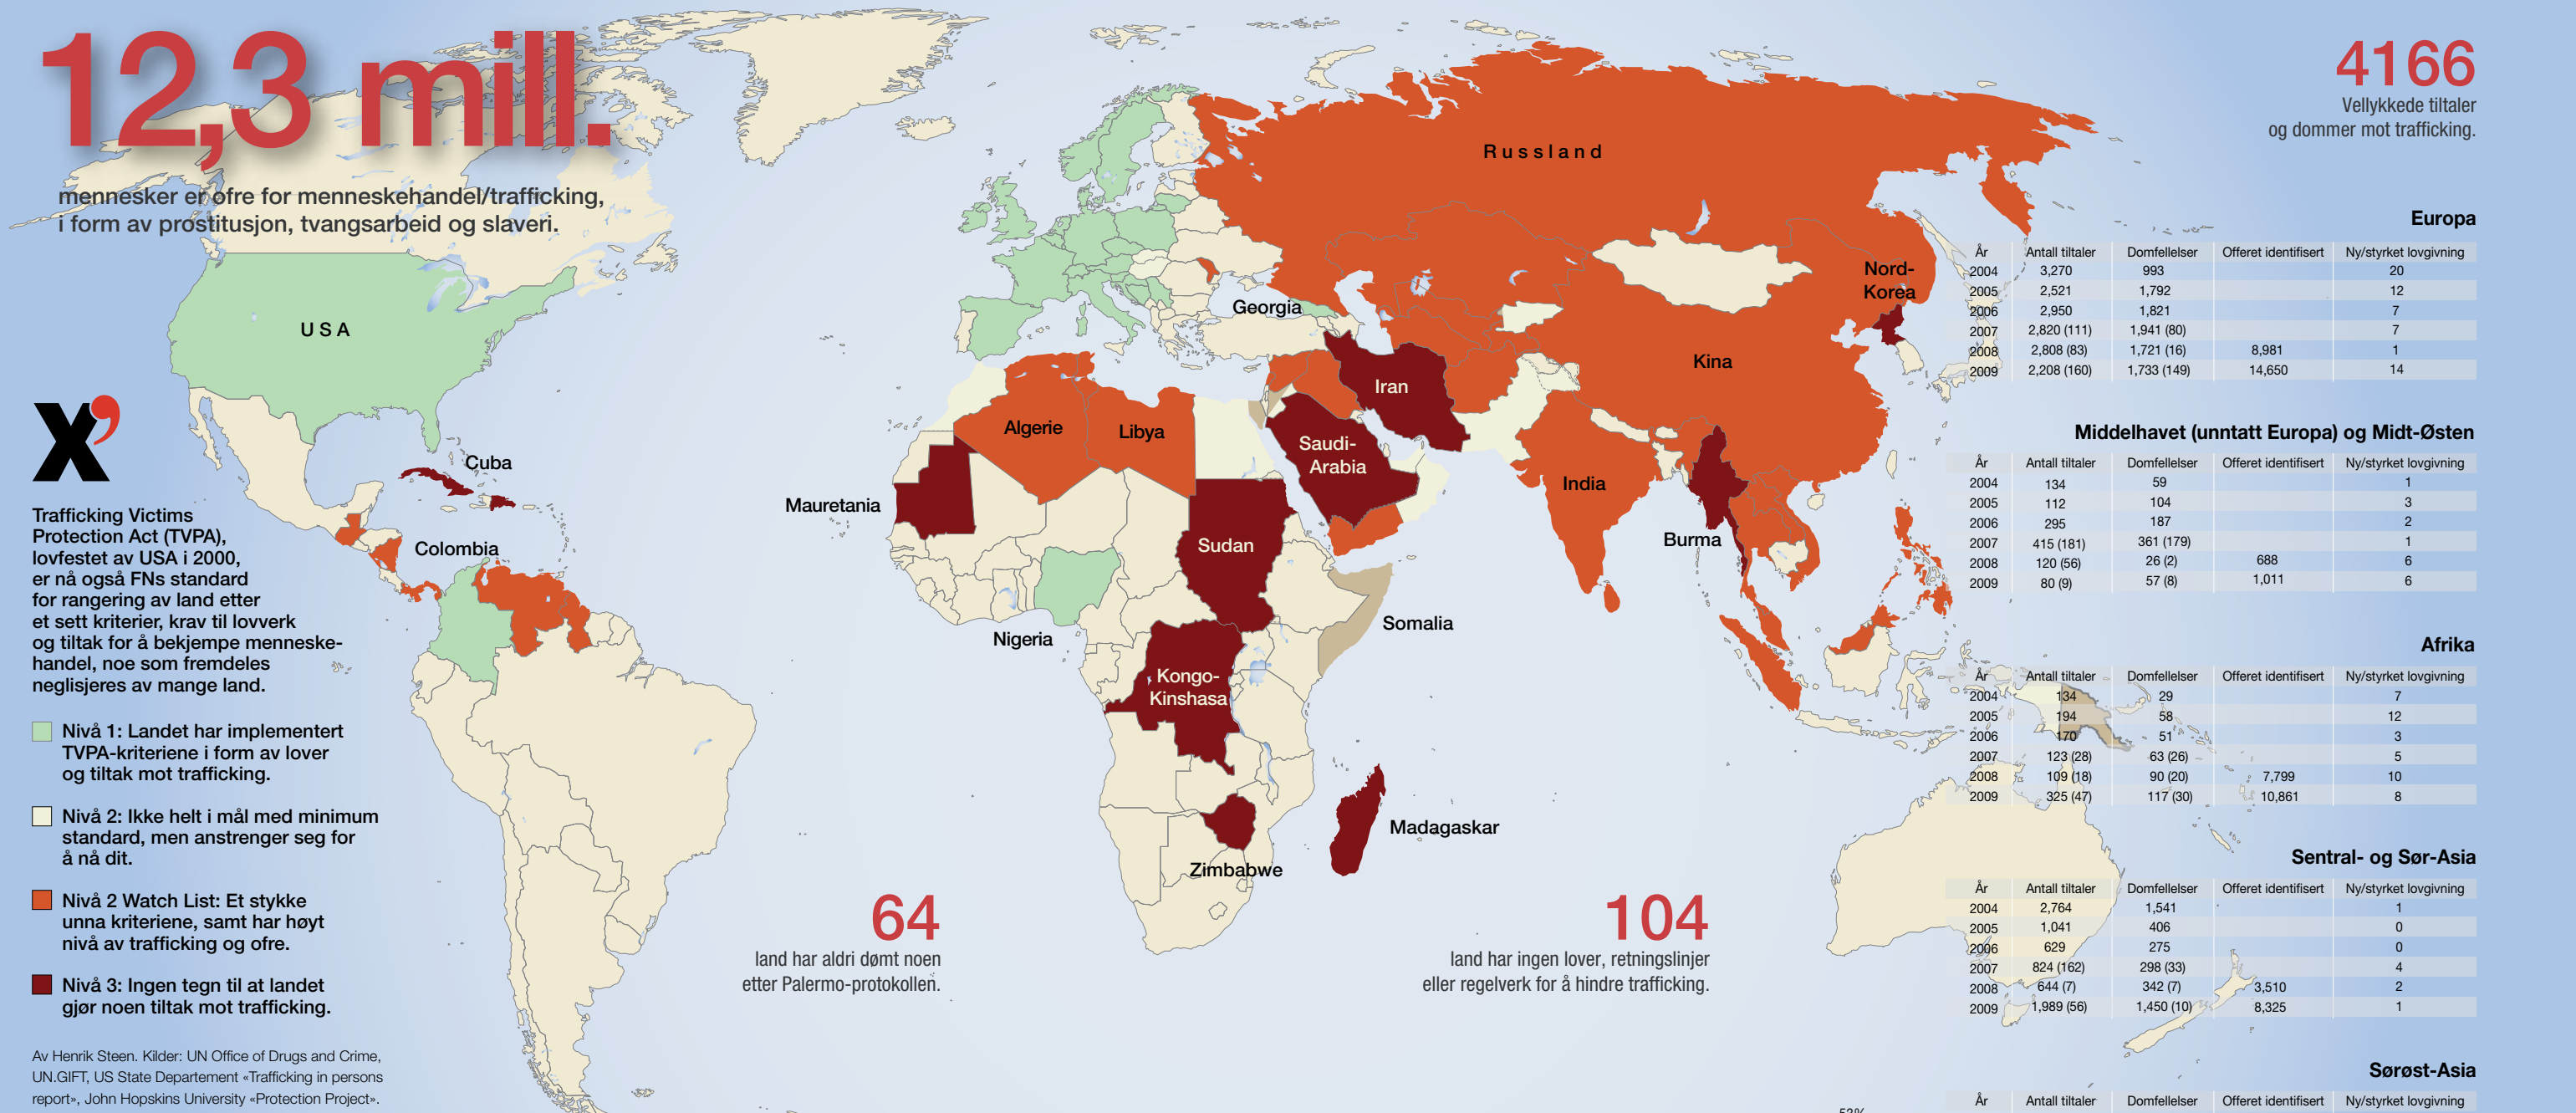 12,3 mill.
mennesker er ofre for menneskehandel/trafficking,
i form av prostitusjon, tvangsarbeid og slaveri.
USA
x’
Trafficking Victims
Protection Act (TVPA),
lovfestet av USA i 2000,
er nå også FNs standard
for rangering av land etter
et sett kriterier, krav til lovverk
og tiltak for å bekjempe menneske-
handel, noe som fremdeles
neglisjeres av mange land.
Nivå 1: Landet har implementert
TVPA-kriteriene i form av lover
og tiltak mot trafficking.
Nivå 2: Ikke helt i mål med minimum
standard, men anstrenger seg for
å nå dit.
Nivå 2 Watch List: Et stykke
unna kriteriene, samt har høyt
nivå av trafficking og ofre.
Nivå 3: Ingen tegn til at landet
gjør noen tiltak mot trafficking.
Av Henrik Steen. Kilder: UN Office of Drugs and Crime,
UN.GIFT, US State Departement «Trafficking in persons
report», John Hopskins University «Protection Project».
Cuba
Colombia
Mauretania
Algerie
Libya
Nigeria
Sudan
Kongo-
Kinshasa
Zimbabwe
Madagaskar
Somalia
Georgia
Iran
Saudi-
Arabia
Russland
Kina
India
Burma
Nord-
Korea
64
land har aldri dømt noen
etter Palermo-protokollen.
104
land har ingen lover, retningslinjer
eller regelverk for å hindre trafficking.
53%
4166
Vellykkede tiltaler
og dommer mot trafficking.
Europa
År Antall tiltaler Domfellelser Offeret identifisert Ny/styrket lovgivning
2004 3,270 993 20
2005 2,521 1,792 12
2006 2,950 1,821 7
2007 2,820 (111) 1,941 (80) 7
2008 2,808 (83) 1,721 (16) 8,981 1
2009 2,208 (160) 1,733 (149) 14,650 14
Middelhavet (unntatt Europa) og Midt-Østen
År Antall tiltaler Domfellelser Offeret identifisert Ny/styrket lovgivning
2004 134 59 1
2005 112 104 3
2006 295 187 2
2007 415 (181) 361 (179) 1
2008 120 (56) 26 (2) 688 6
2009 80 (9) 57 (8) 1,011 6
Afrika
År Antall tiltaler Domfellelser Offeret identifisert Ny/styrket lovgivning
2004 134 29 7
2005 194 58 12
2006 170 51 3
2007 123 (28) 63 (26) 5
2008 109 (18) 90 (20) 7,799 10
2009 325 (47) 117 (30) 10,861 8
Sentral- og Sør-Asia
År Antall tiltaler Domfellelser Offeret identifisert Ny/styrket lovgivning
2004 2,764 1,541 1
2005 1,041 406 0
2006 629 275 0
2007 824 (162) 298 (33) 4
2008 644 (7) 342 (7) 3,510 2
2009 1,989 (56) 1,450 (10) 8,325 1
Sørøst-Asia
År Antall tiltaler Domfellelser Offeret identifisert Ny/styrket lovgivning